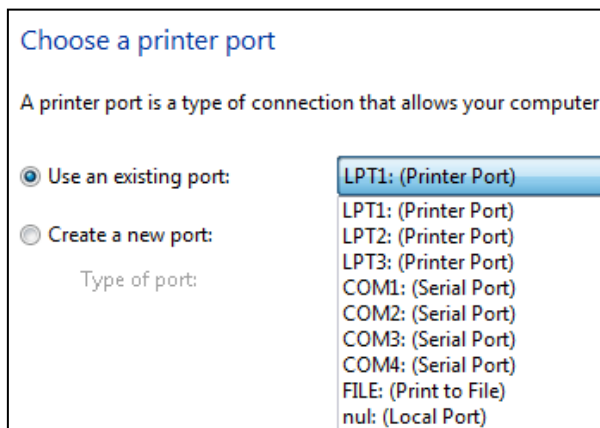 Choose a printer port
A printer port is a type of connection that allows your computer
Use an existing port: LPT1: (Printer Port)
LPT1: (Printer Port)
Create a new port: LPT2: (Printer Port)
LPT3: (Printer Port)
Type of port: COM1: (Serial Port)
COM2: (Serial Port)
COM3: (Serial Port)
COM4: (Serial Port)
FILE: (Print to File)
nul: (Local Port)